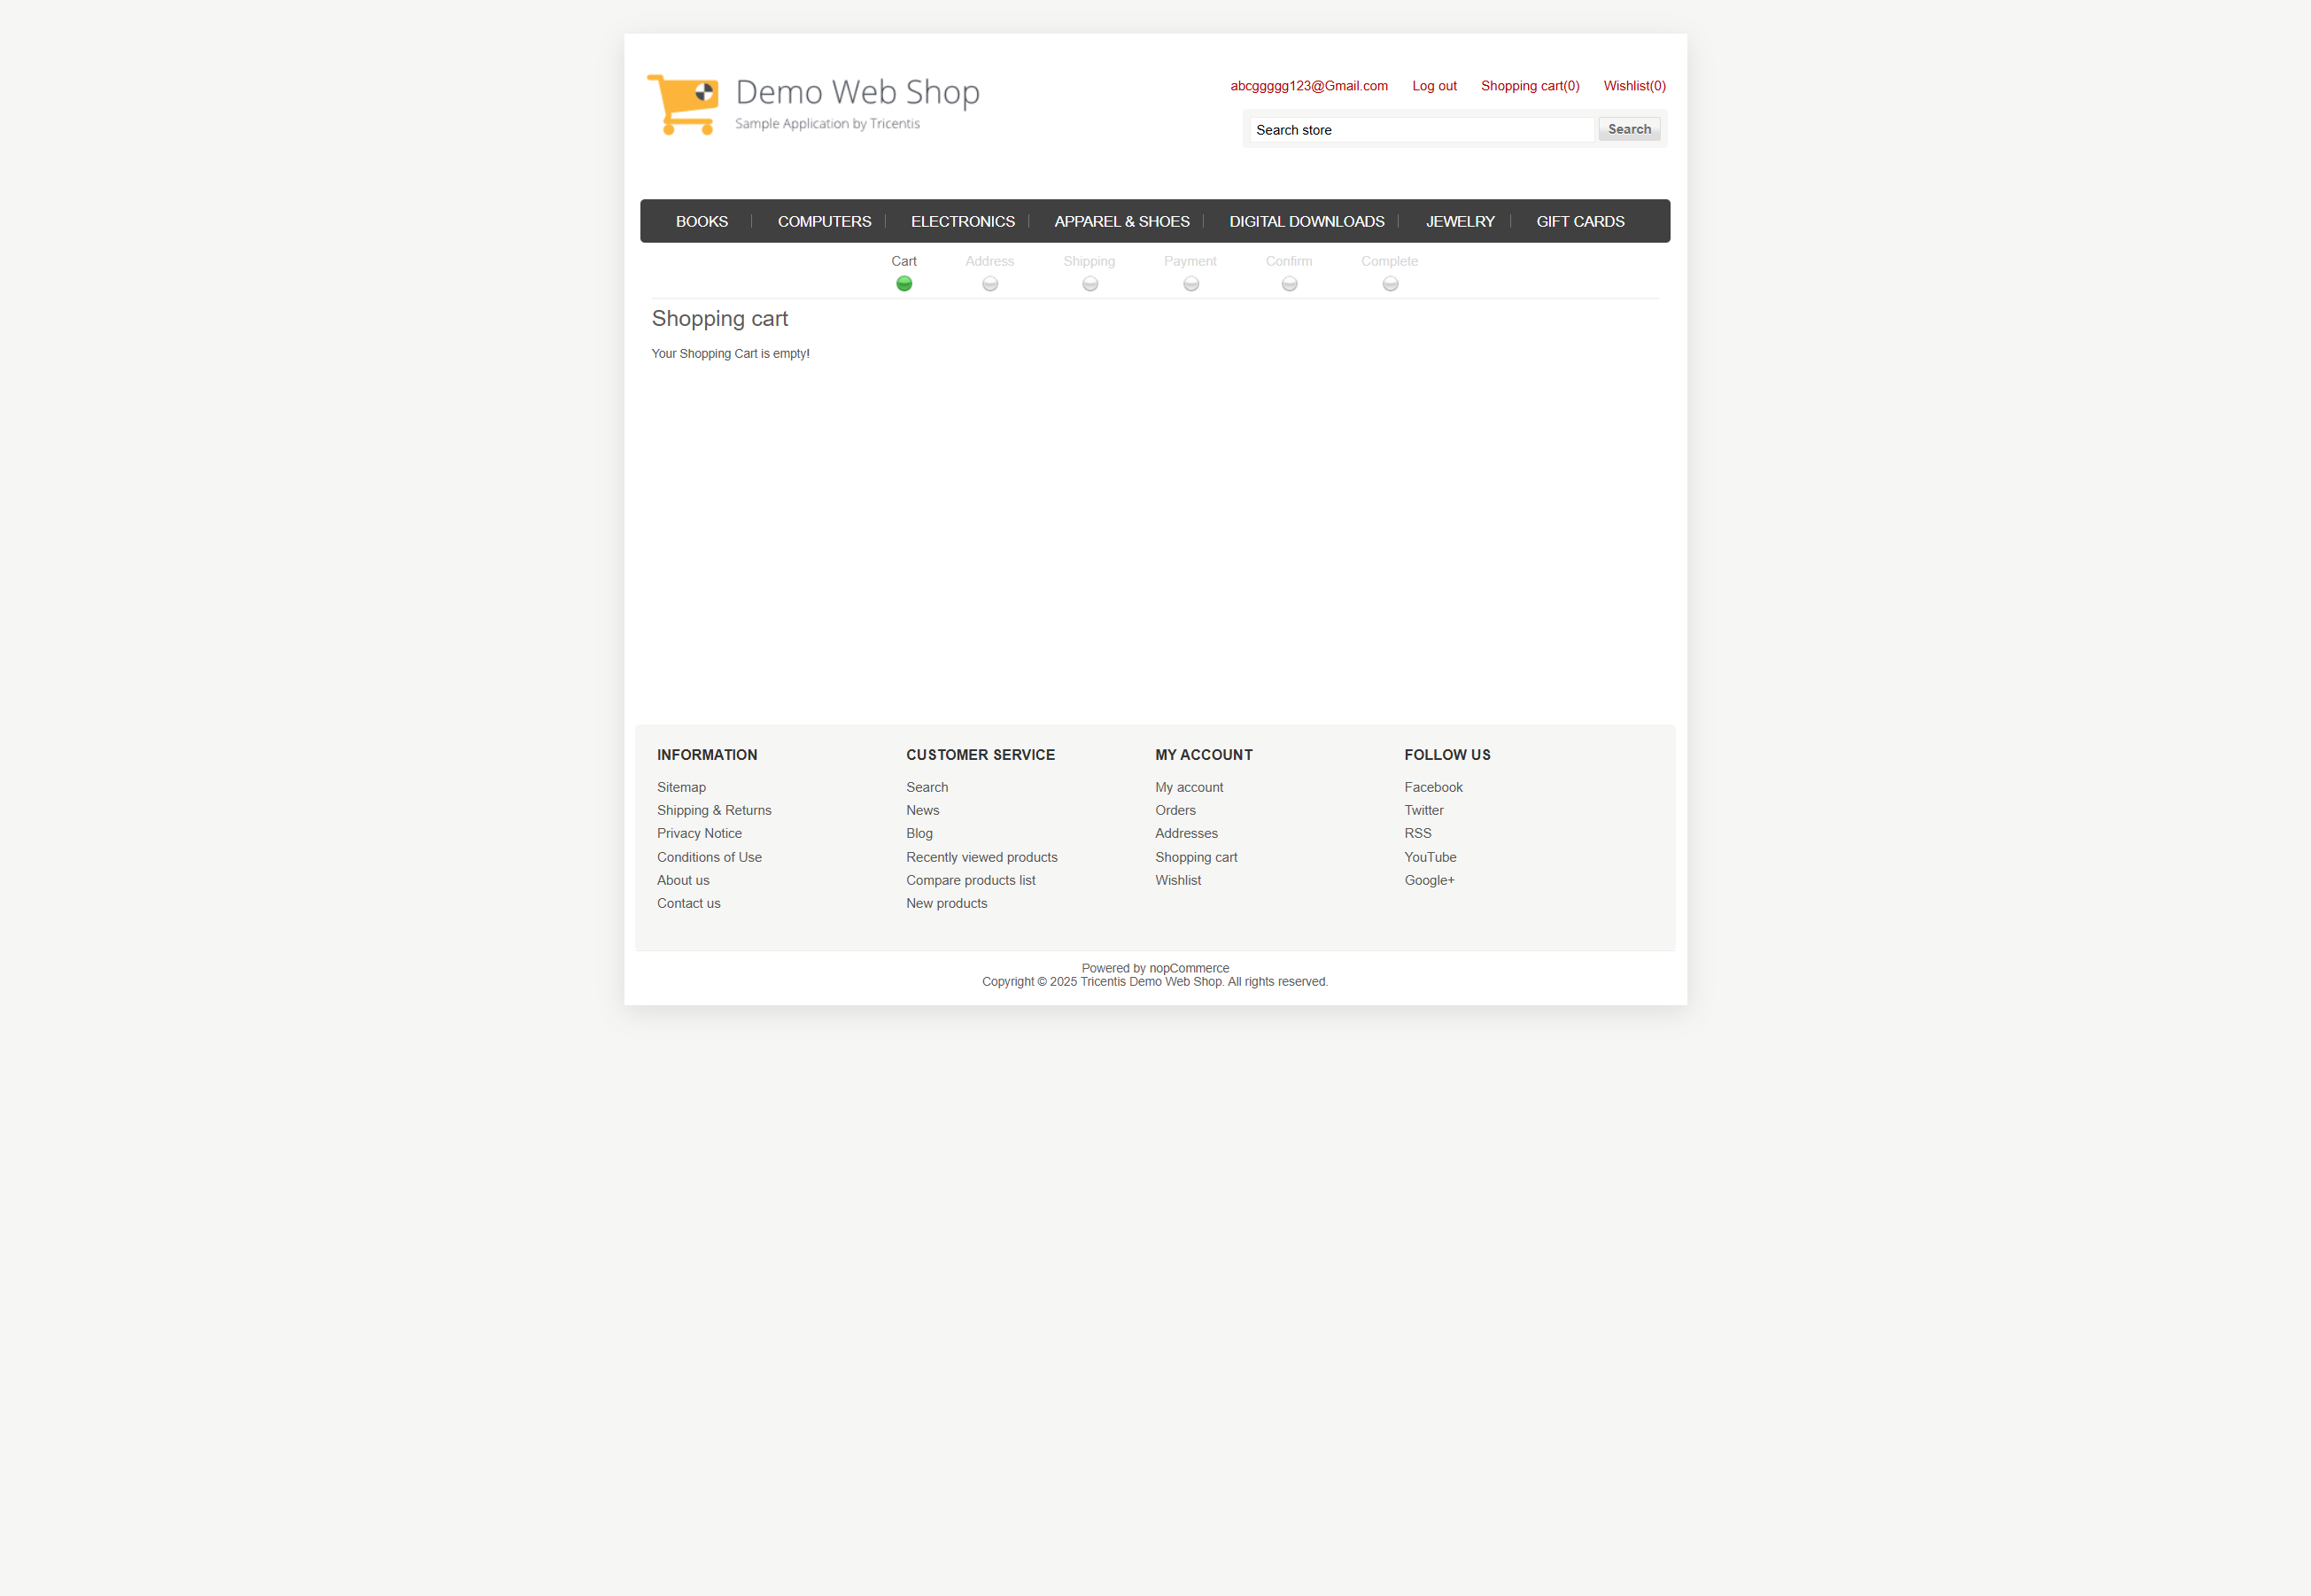 Demo Web Shop
Sample Application by Tricentis
abcggggg123@Gmail.com Log out Shopping cart(0) Wishlist(0)
Search store Search
BOOKS COMPUTERS ELECTRONICS APPAREL & SHOES DIGITAL DOWNLOADS JEWELRY GIFT CARDS
Cart Address Shipping Payment Confirm Complete
Shopping cart
Your Shopping Cart is empty!
INFORMATION
Sitemap
Shipping & Returns
Privacy Notice
Conditions of Use
About us
Contact us
CUSTOMER SERVICE
Search
News
Blog
Recently viewed products
Compare products list
New products
MY ACCOUNT
My account
Orders
Addresses
Shopping cart
Wishlist
FOLLOW US
Facebook
Twitter
RSS
YouTube
Google+
Powered by nopCommerce
Copyright © 2025 Tricentis Demo Web Shop. All rights reserved.